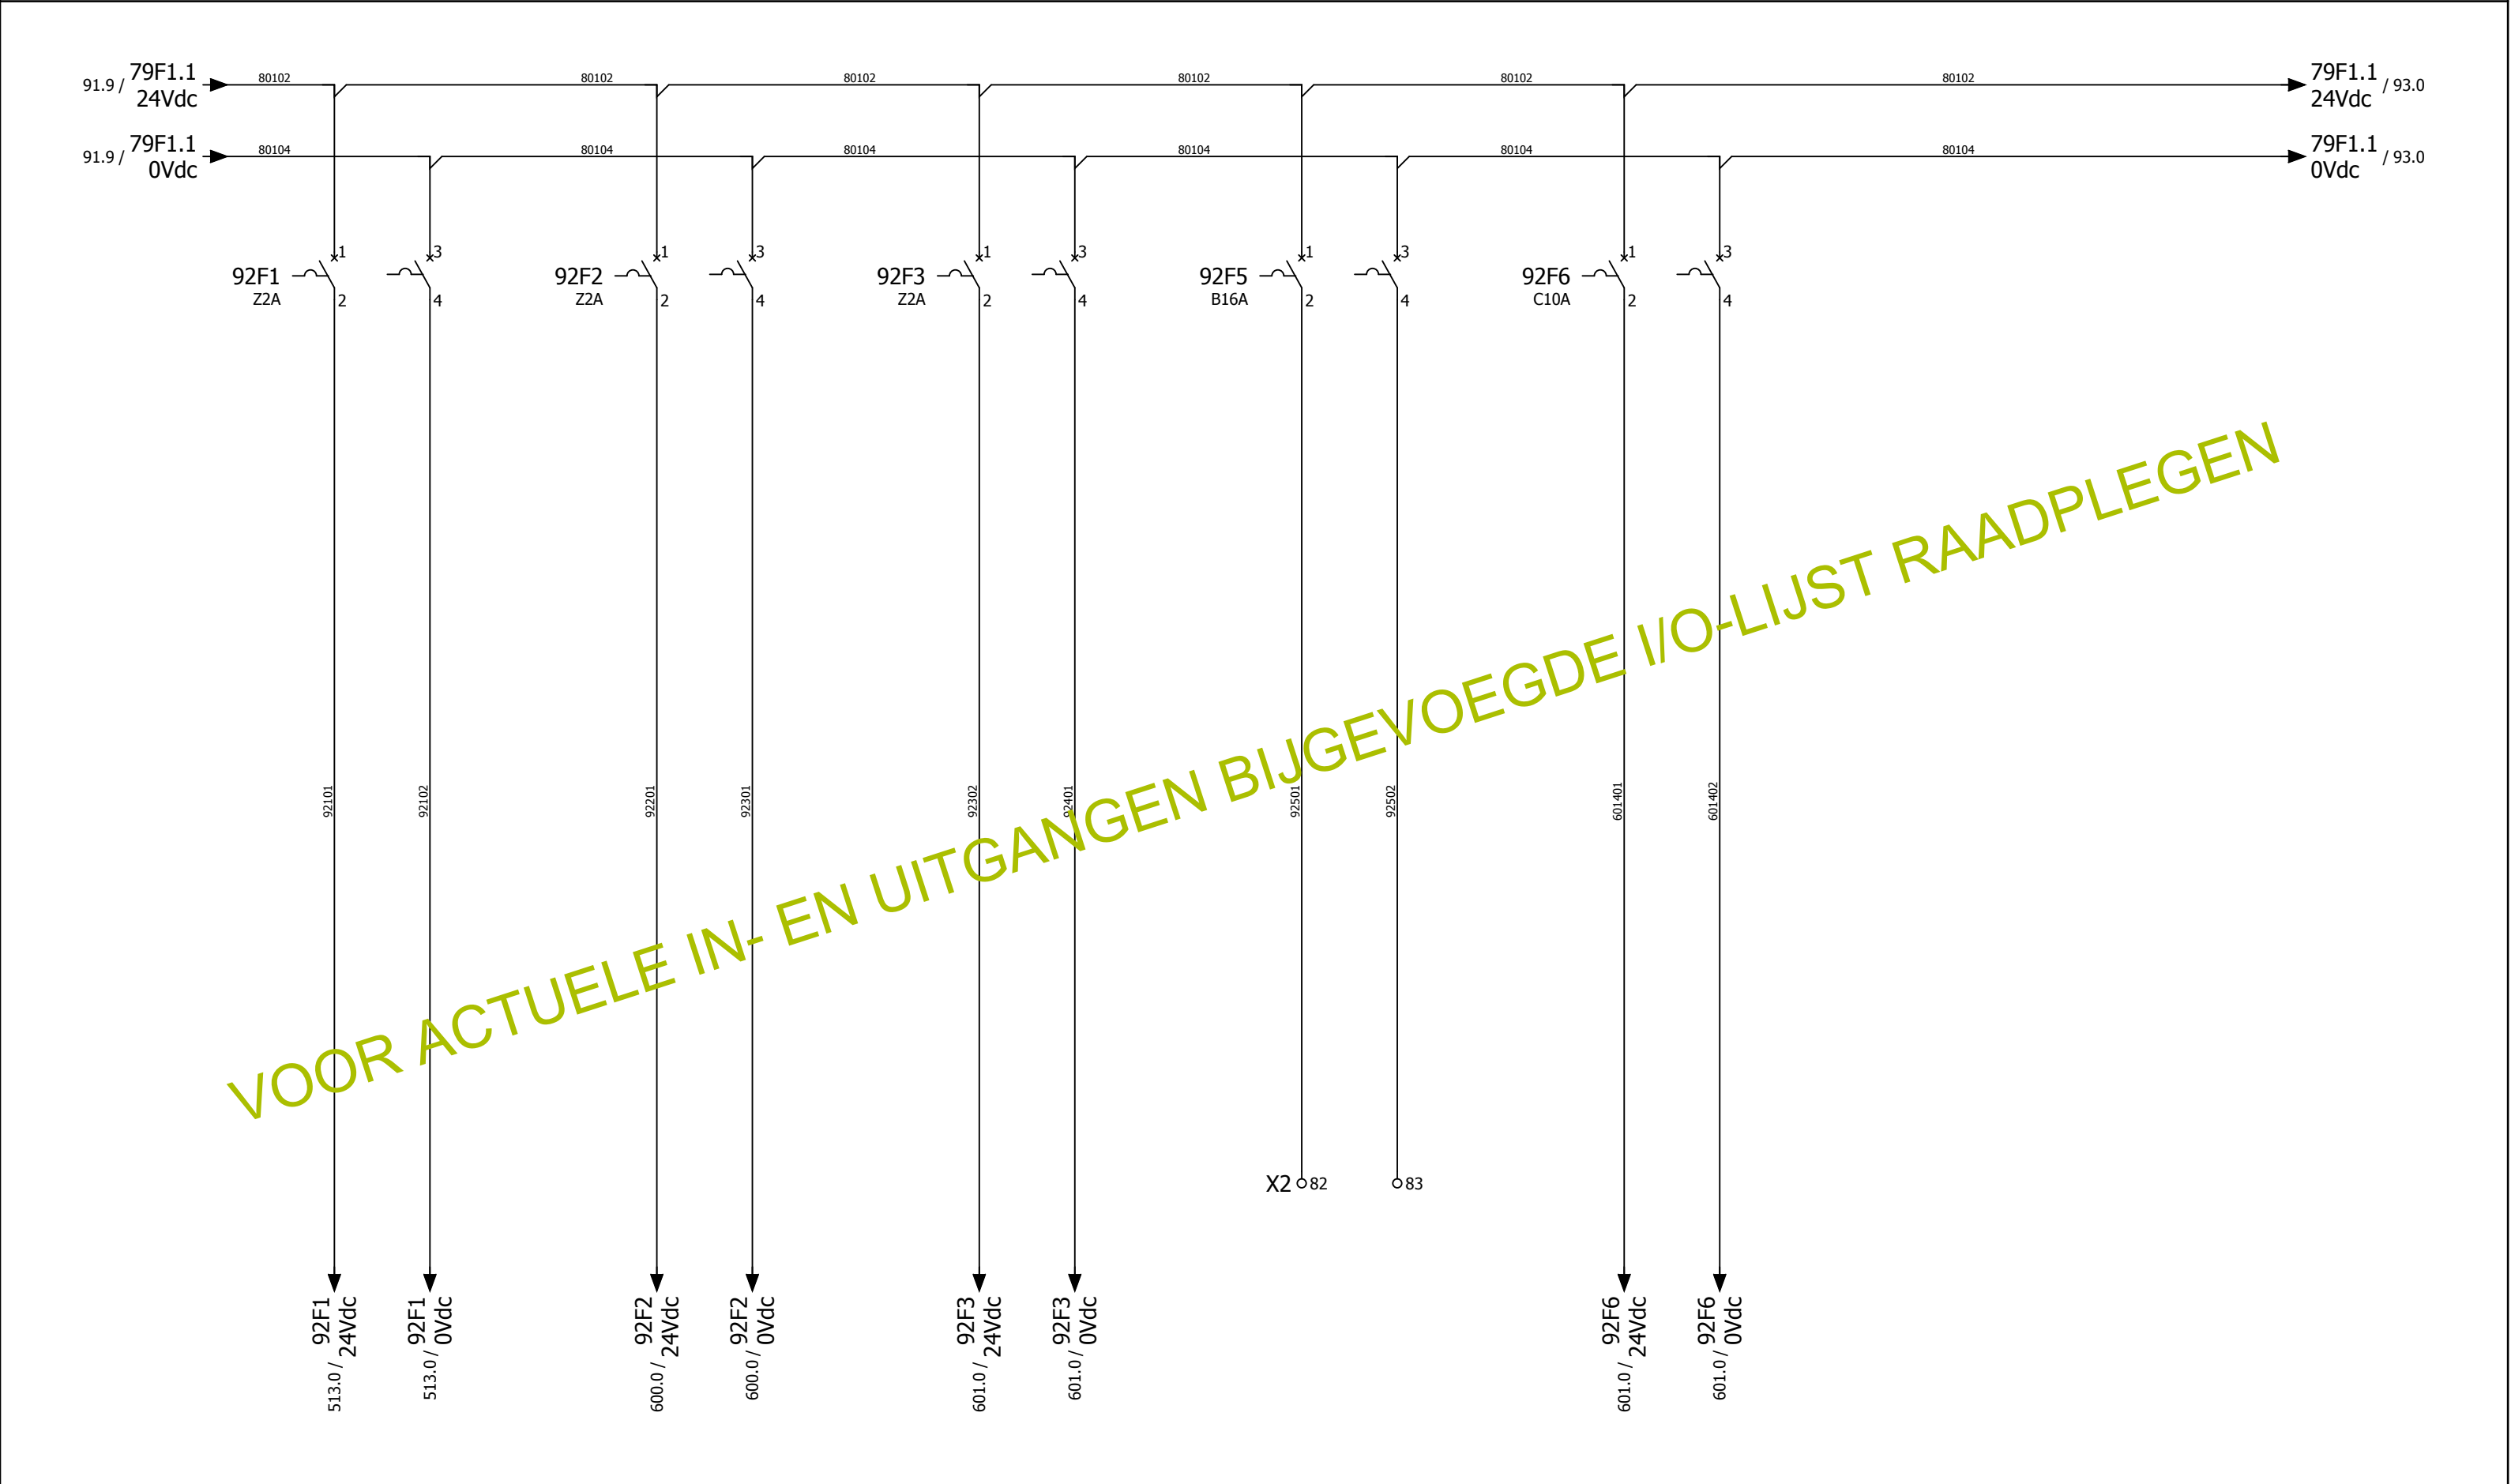 91.9 / 79F1.1 24Vdc
80102 80102 80102 80102 80102 80102
79F1.1 24Vdc / 93.0
91.9 / 79F1.1 0Vdc
80104 80104 80104 80104 80104 80104
79F1.1 0Vdc / 93.0
92F1 Z2A 1 2 3 4
92F2 Z2A 1 2 3 4
92F3 Z2A 1 2 3 4
92F5 B16A 1 2 3 4
92F6 C10A 1 2 3 4
VOOR ACTUELE IN- EN UITGANGEN BIJGEVOEGDE I/O-LIJST RAADPLEGEN
92101
92102
92201
92301
92302
92401
92501
92502
601401
601402
X2 82 83
513.0 / 92F1 24Vdc
513.0 / 92F1 0Vdc
600.0 / 92F2 24Vdc
600.0 / 92F2 0Vdc
601.0 / 92F3 24Vdc
601.0 / 92F3 0Vdc
601.0 / 92F6 24Vdc
601.0 / 92F6 0Vdc